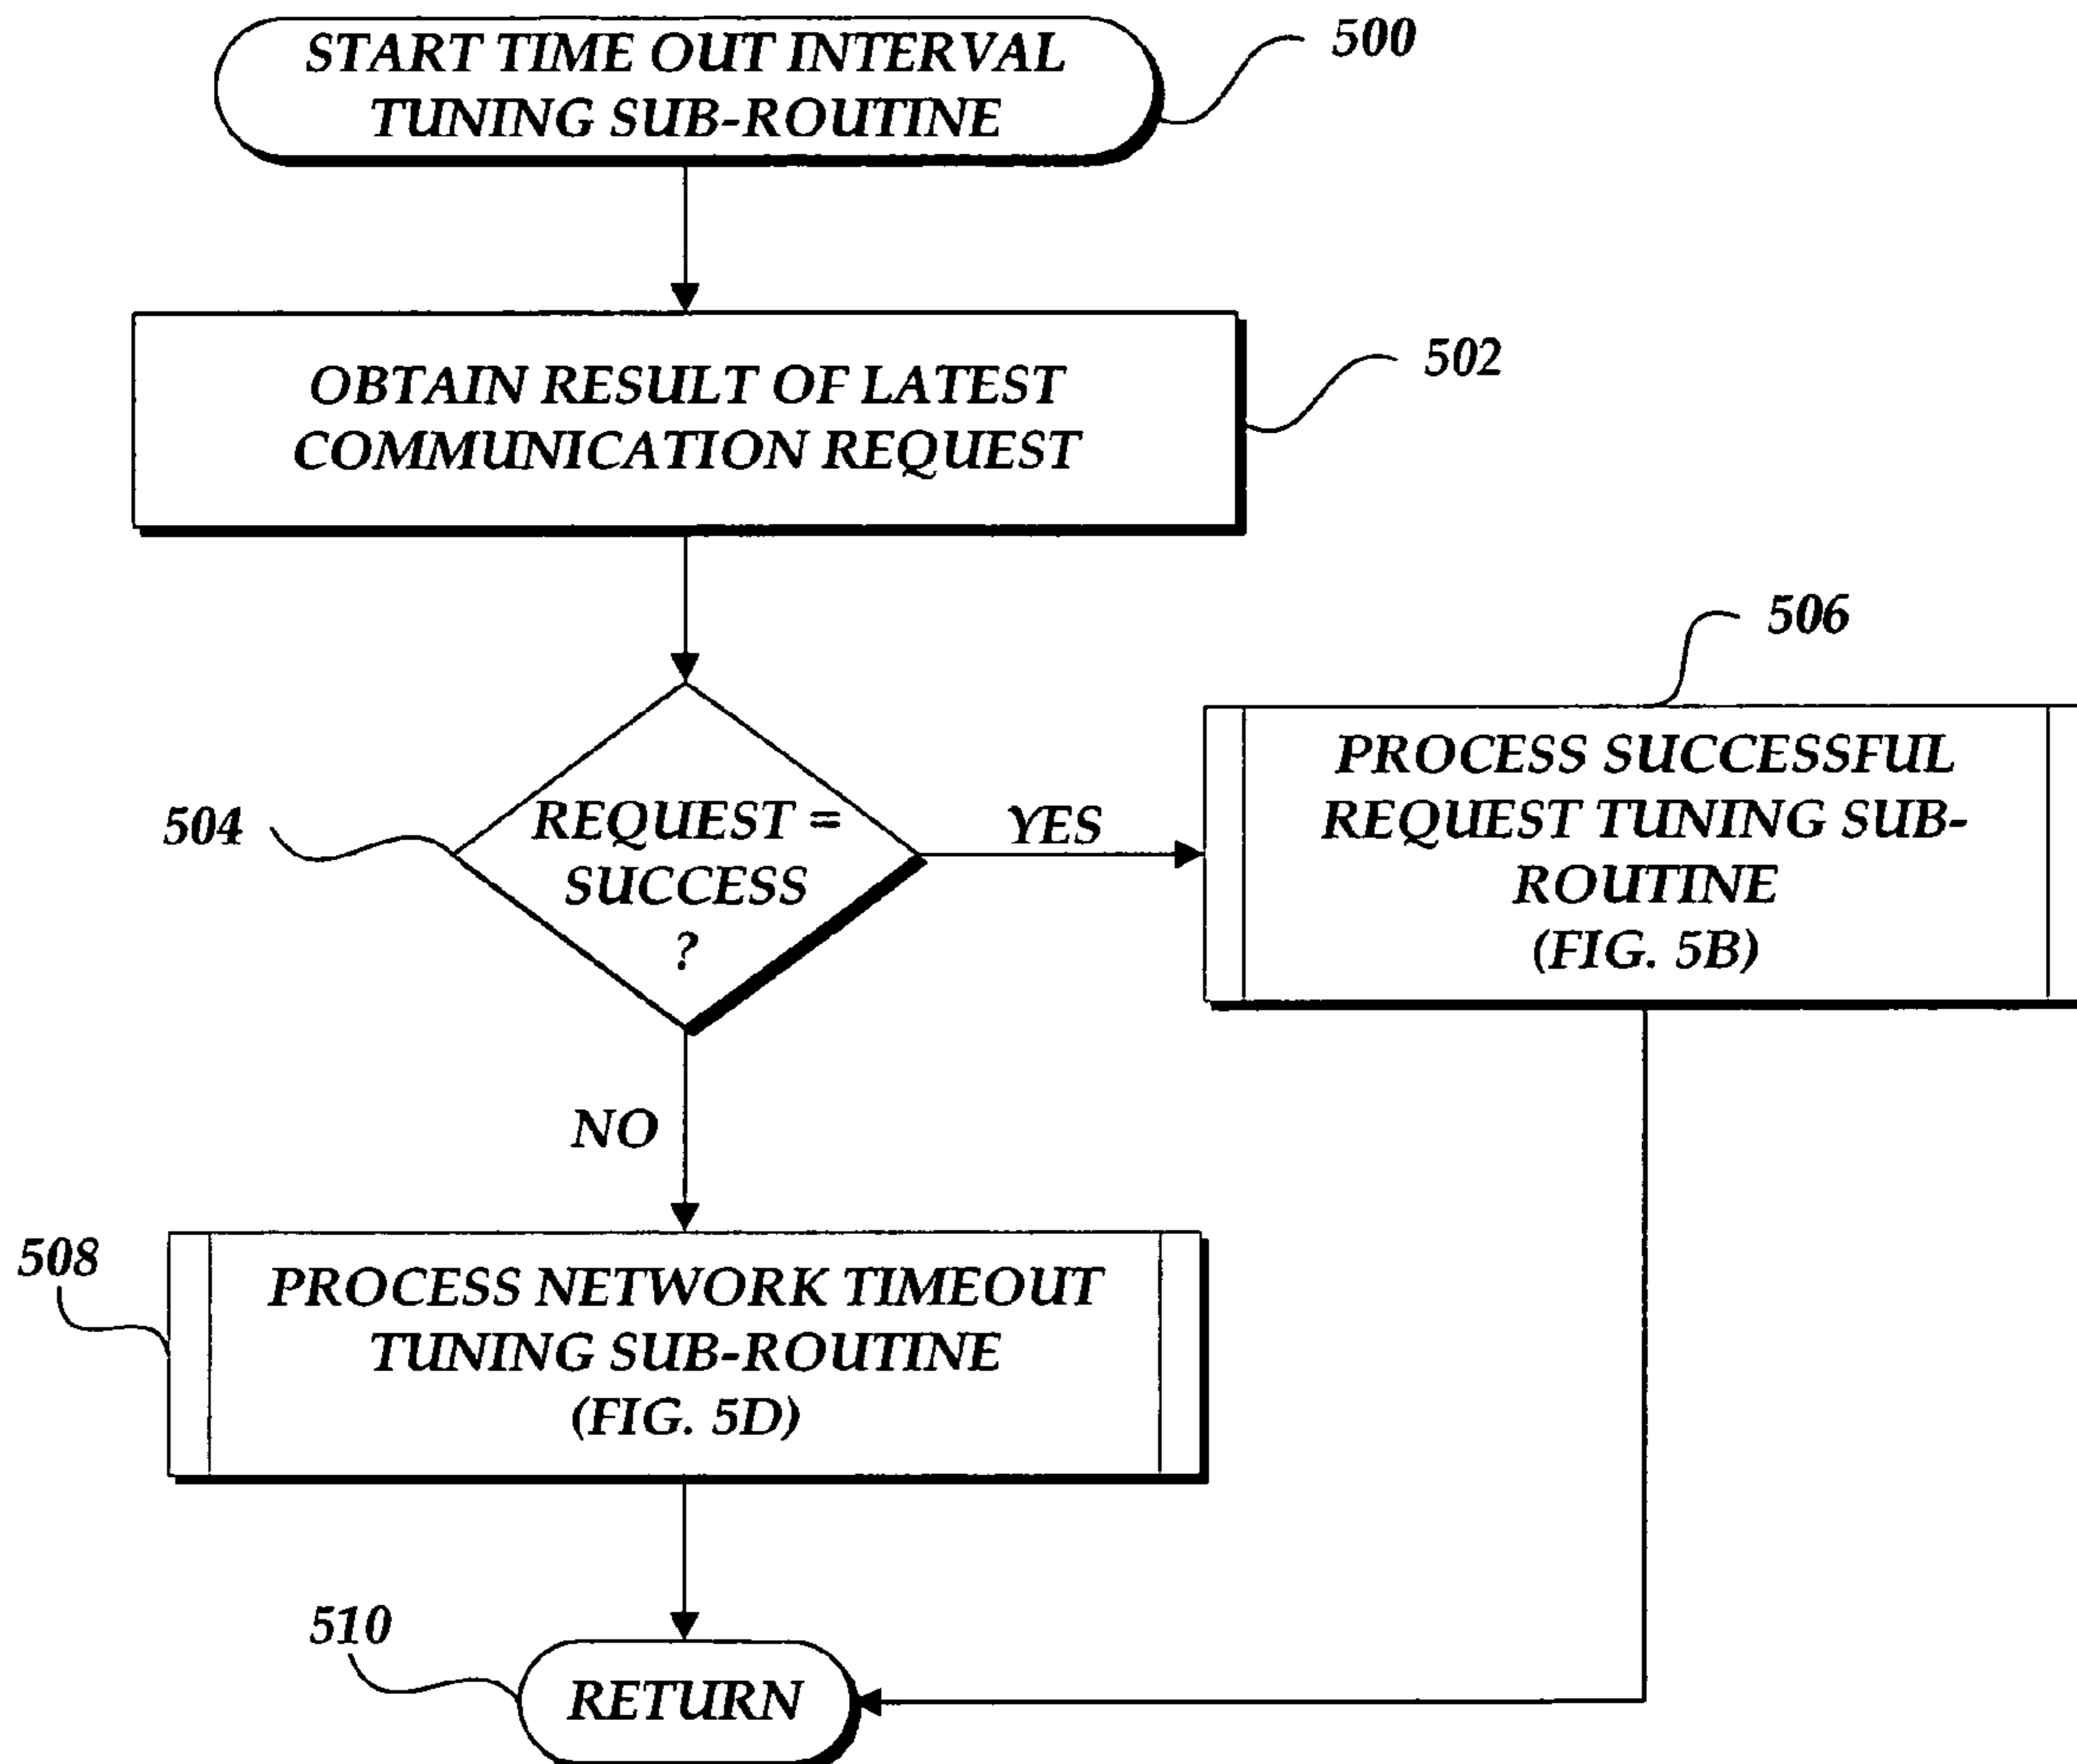 START TIME OUT INTERVAL
TUNING SUB-ROUTINE
500
OBTAIN RESULT OF LATEST
COMMUNICATION REQUEST
502
504
REQUEST =
SUCCESS
?
YES
506
PROCESS SUCCESSFUL
REQUEST TUNING SUB-
ROUTINE
(FIG. 5B)
NO
508
PROCESS NETWORK TIMEOUT
TUNING SUB-ROUTINE
(FIG. 5D)
510
RETURN